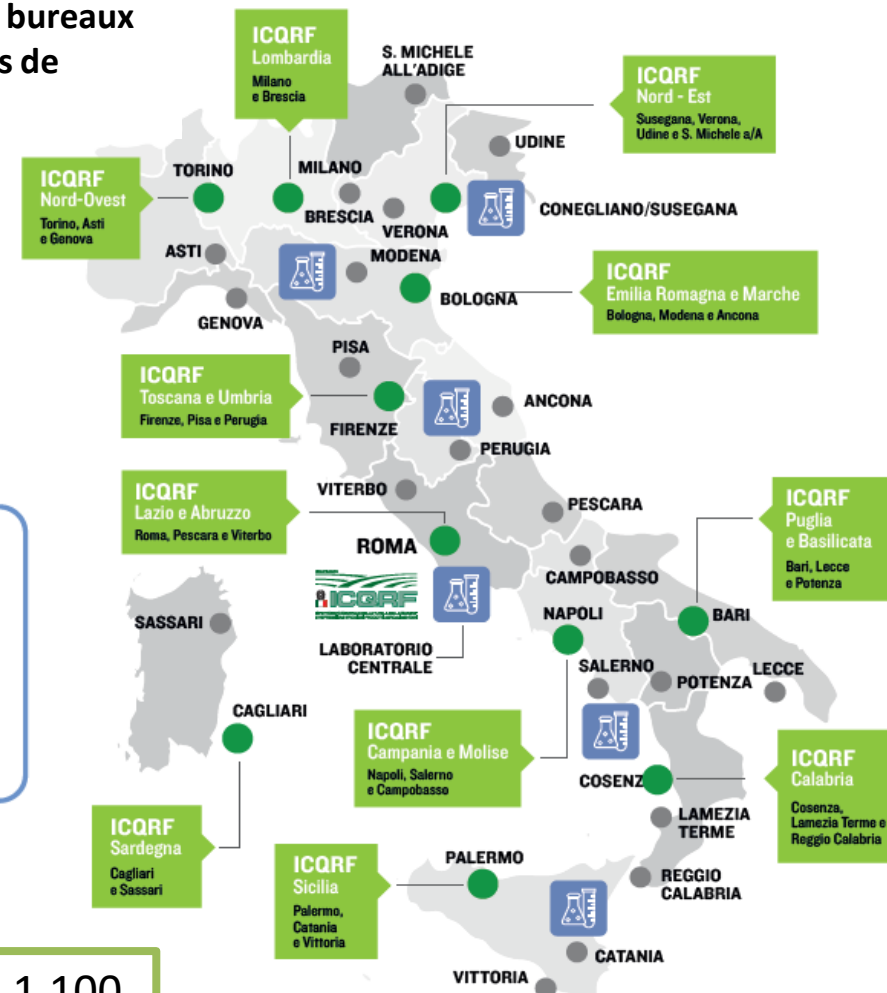 bureaux
s de
ICQRF
Lombardia
Milano
e Brescia
S. MICHELE
ALL'ADIGE
ICQRF
Nord - Est
Susegana, Verona,
Udine e S. Michele a/A
UDINE
TORINO
MILANO
ICQRF
Nord-Ovest
Torino, Asti
e Genova
BRESCIA
VERONA
CONEGLIANO/SUSEGANA
ASTI
MODENA
BOLOGNA
ICQRF
Emilia Romagna e Marche
Bologna, Modena e Ancona
GENOVA
PISA
ICQRF
Toscana e Umbria
Firenze, Pisa e Perugia
FIRENZE
ANCONA
PERUGIA
VITERBO
ICQRF
Lazio e Abruzzo
Roma, Pescara e Viterbo
PESCARA
ICQRF
Puglia
e Basilicata
Bari, Lecce
e Potenza
ROMA
CAMPOBASSO
ICQRF
NAPOLI
BARI
SASSARI
LABORATORIO
CENTRALE
SALERNO
POTENZA
LECCE
CAGLIARI
ICQRF
Campania e Molise
Napoli, Salerno
e Campobasso
COSENZ
ICQRF
Calabria
Cosenza,
Lamezia Terme e
Reggio Calabria
LAMEZIA
TERME
ICQRF
Sardegna
Cagliari
e Sassari
ICQRF
Sicilia
Palermo,
Catania
e Vittoria
PALERMO
REGGIO
CALABRIA
CATANIA
VITTORIA
1 100